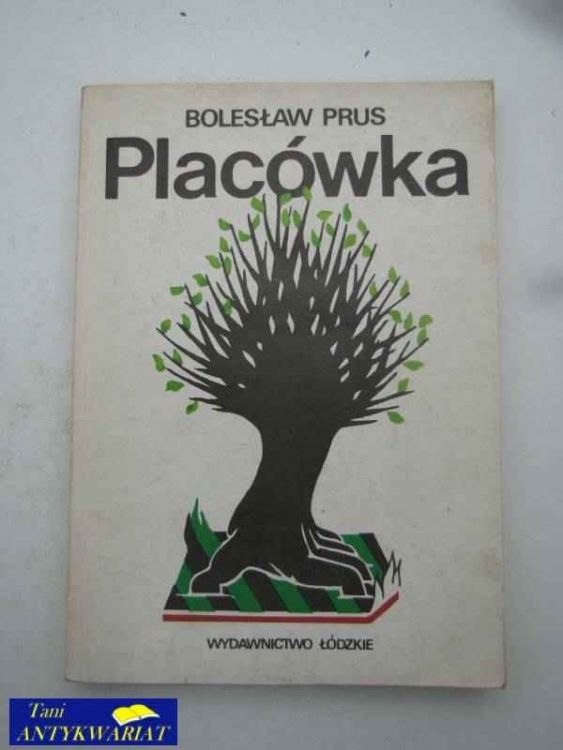 BOLESŁAW PRUS
Placówka
WYDAWNICTWO ŁÓDZKIE
Tani
ANTYKWARIAT